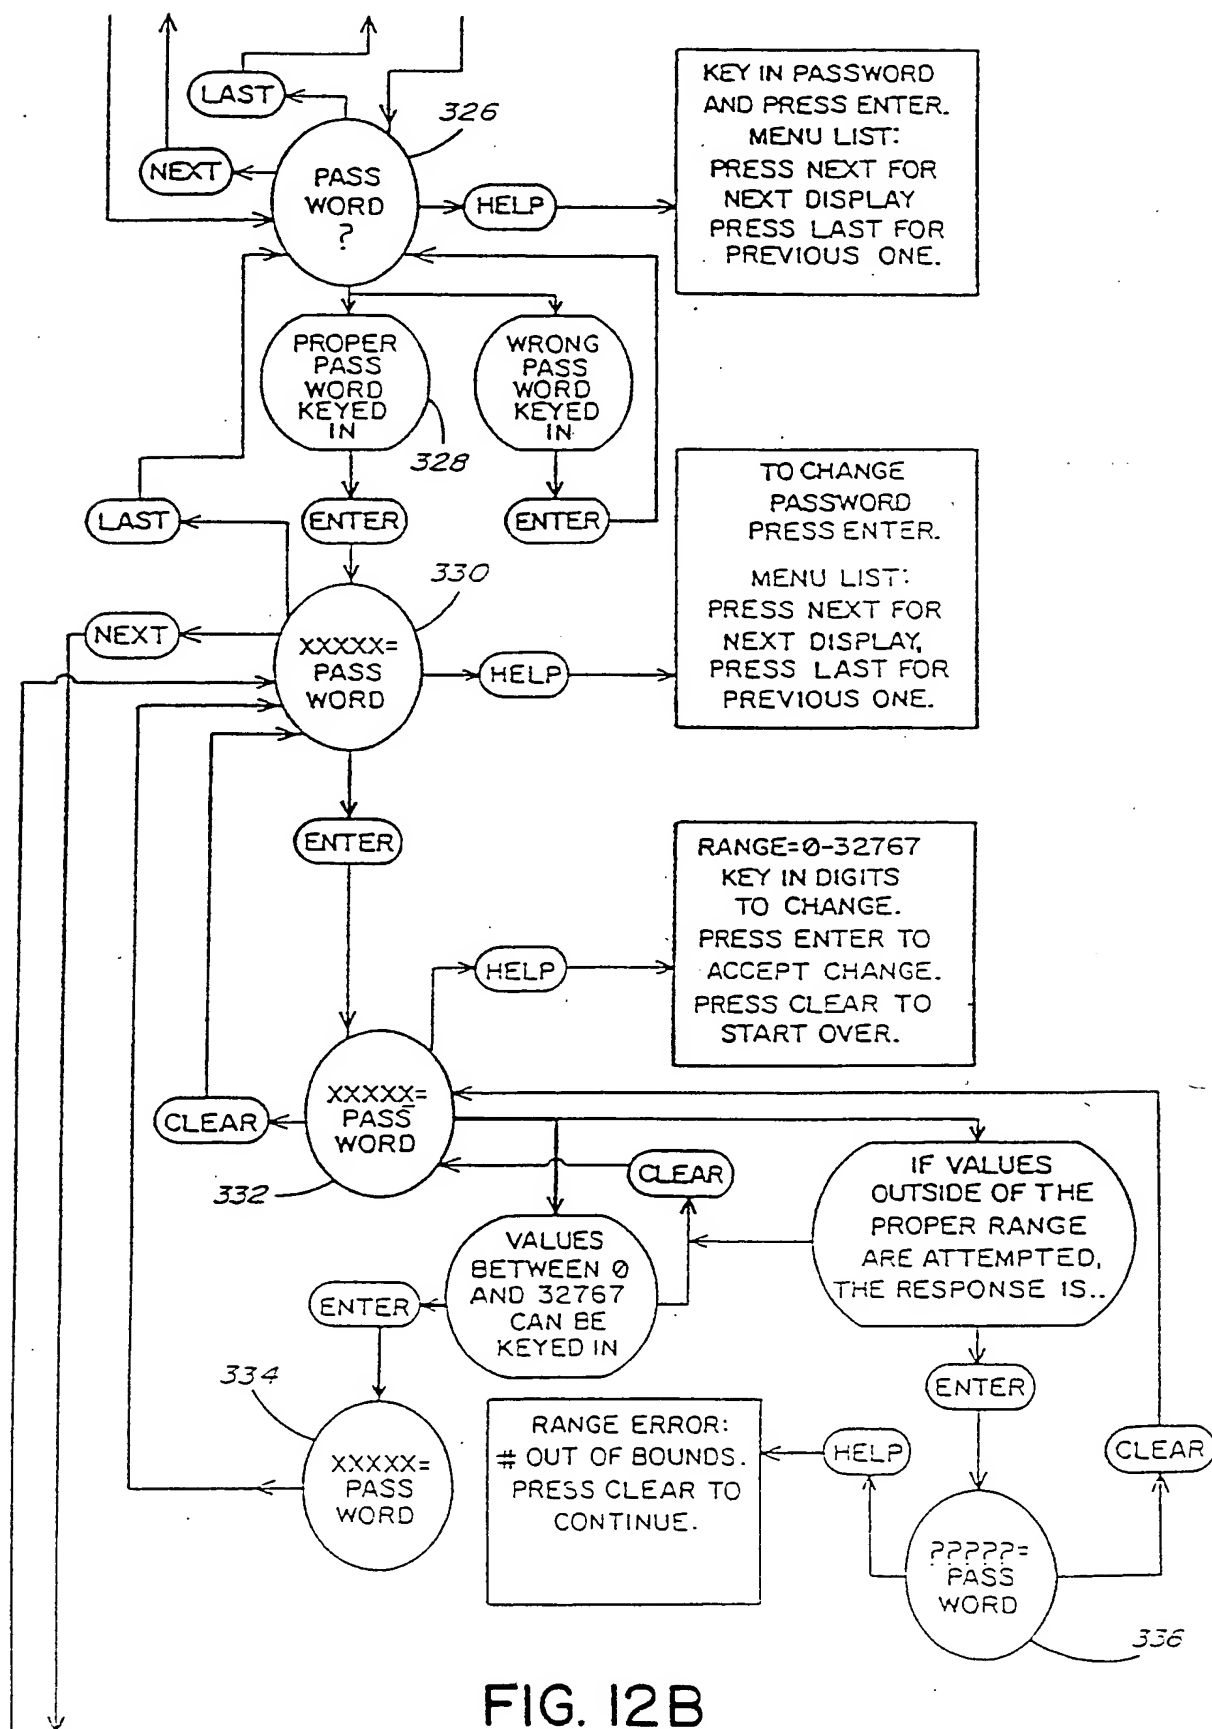 LAST
326
NEXT
PASS
WORD
?
HELP
KEY IN PASSWORD
AND PRESS ENTER.
MENU LIST:
PRESS NEXT FOR
NEXT DISPLAY
PRESS LAST FOR
PREVIOUS ONE.
PROPER
PASS
WORD
KEYED
IN
328
WRONG
PASS
WORD
KEYED
IN
LAST
ENTER
ENTER
TO CHANGE
PASSWORD
PRESS ENTER.
MENU LIST:
PRESS NEXT FOR
NEXT DISPLAY,
PRESS LAST FOR
PREVIOUS ONE.
330
NEXT
XXXXX=
PASS
WORD
HELP
ENTER
RANGE=0-32767
KEY IN DIGITS
TO CHANGE.
PRESS ENTER TO
ACCEPT CHANGE.
PRESS CLEAR TO
START OVER.
HELP
CLEAR
XXXXX=
PASS
WORD
332
CLEAR
IF VALUES
OUTSIDE OF THE
PROPER RANGE
ARE ATTEMPTED,
THE RESPONSE IS..
VALUES
BETWEEN 0
AND 32767
CAN BE
KEYED IN
ENTER
334
ENTER
XXXXX=
PASS
WORD
RANGE ERROR:
# OUT OF BOUNDS.
PRESS CLEAR TO
CONTINUE.
HELP
CLEAR
?????=
PASS
WORD
336
FIG. 12B